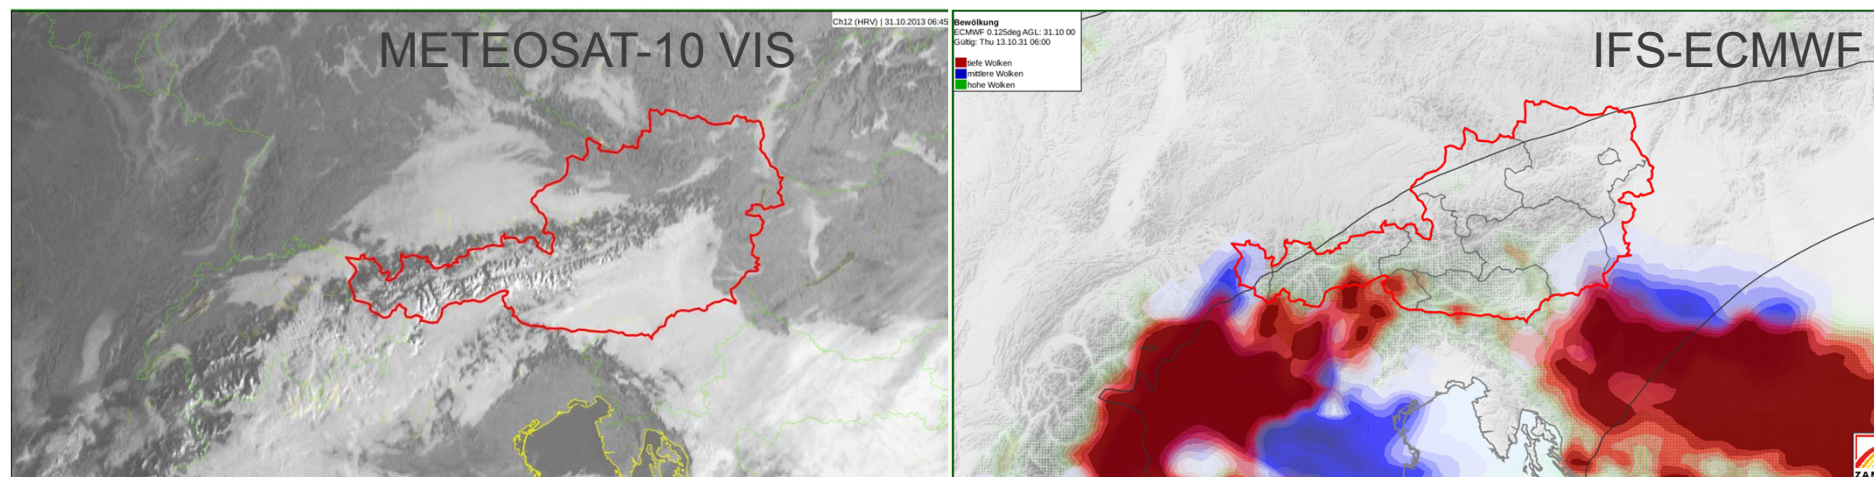 Ch12 (HRV) | 31.10.2013 06:45
METEOSAT-10 VIS
Bewölkung
ECMWF 0.125deg AGL: 31.10 00
Gültig: Thu 13.10.31 06:00
tiefe Wolken
mittlere Wolken
hohe Wolken
IFS-ECMWF